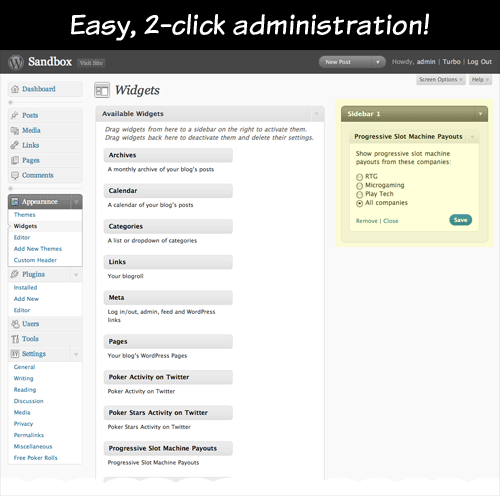 Easy, 2-click administration!
Sandbox Visit Site
New Post
Howdy, admin | Turbo | Log Out
Screen Options
Help
Dashboard
Posts
Media
Links
Pages
Comments
Appearance
Themes
Widgets
Editor
Add New Themes
Custom Header
Plugins
Installed
Add New
Editor
Users
Tools
Settings
General
Writing
Reading
Discussion
Media
Privacy
Permalinks
Miscellaneous
Free Poker Rolls
Widgets
Available Widgets
Drag widgets from here to a sidebar on the right to activate them.
Drag widgets back here to deactivate them and delete their settings.
Archives
A monthly archive of your blog's posts
Calendar
A calendar of your blog's posts
Categories
A list or dropdown of categories
Links
Your blogroll
Meta
Log in/out, admin, feed and WordPress
links
Pages
Your blog's WordPress Pages
Poker Activity on Twitter
Poker Activity on Twitter
Poker Stars Activity on Twitter
Poker Activity on Twitter
Progressive Slot Machine Payouts
Progressive Slot Machine Payouts
Sidebar 1
Progressive Slot Machine Payouts
Show progressive slot machine
payouts from these companies:
RTG
Microgaming
Play Tech
All companies
Remove | Close
Save